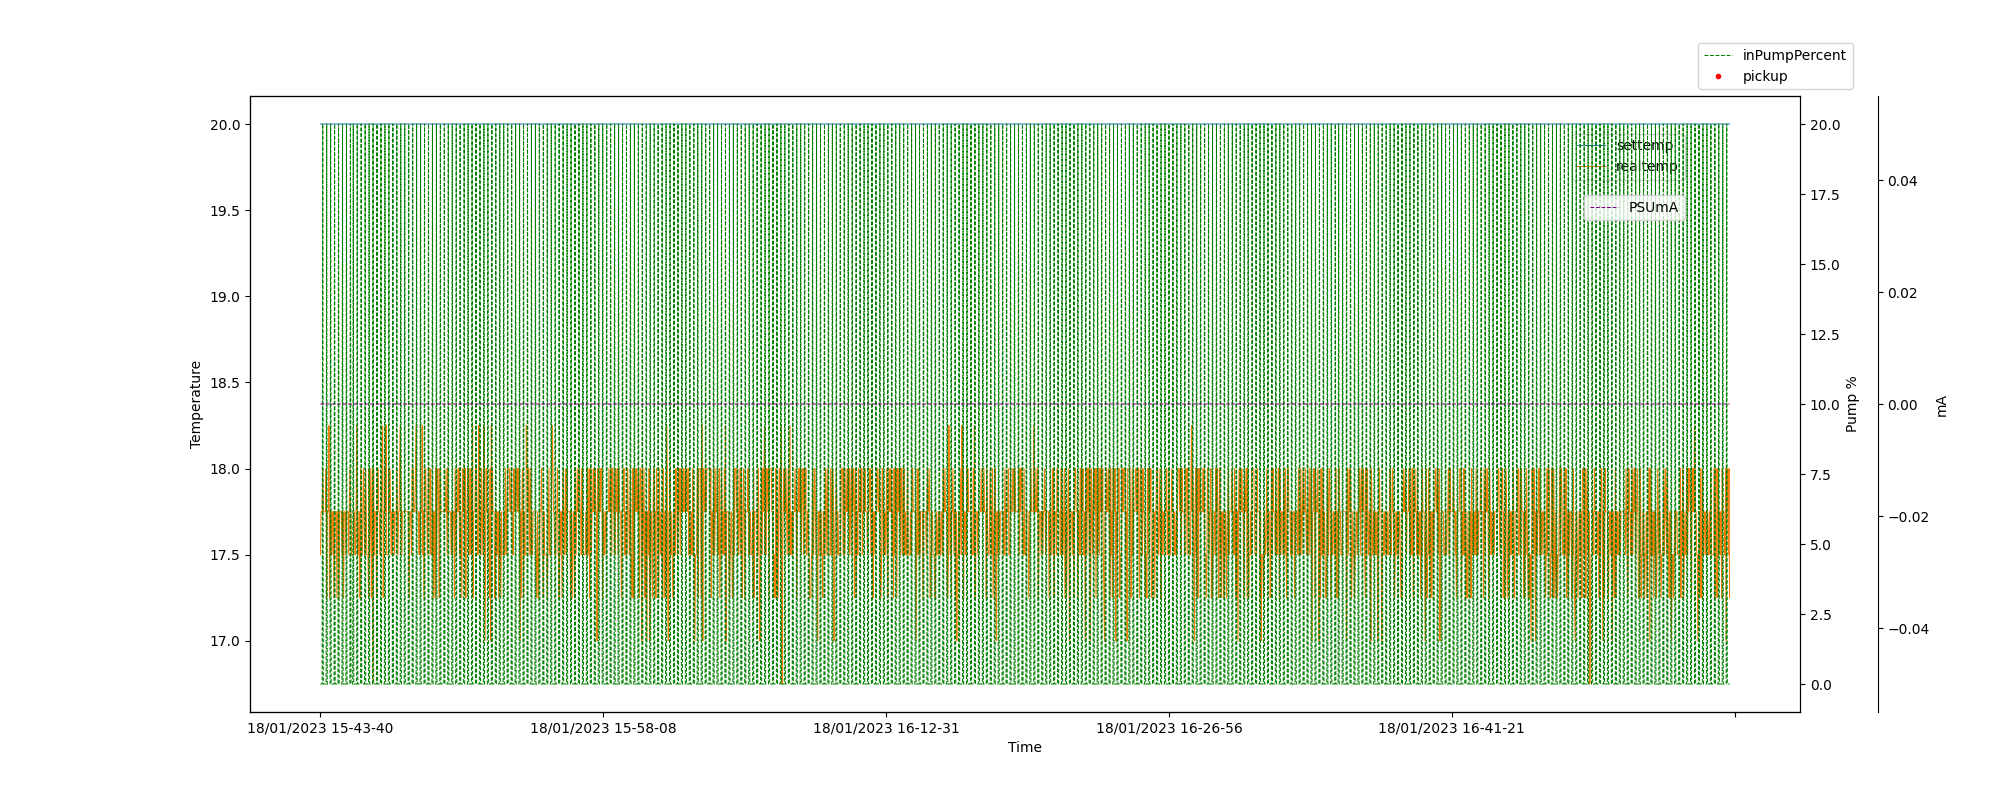 inPumpPercent
pickup
settemp
realtemp
PSUmA
20.0
19.5
19.0
18.5
18.0
17.5
17.0
Temperature
20.0
17.5
15.0
12.5
10.0
7.5
5.0
2.5
0.0
Pump %
0.04
0.02
0.00
−0.02
−0.04
mA
18/01/2023 15-43-40
18/01/2023 15-58-08
18/01/2023 16-12-31
18/01/2023 16-26-56
18/01/2023 16-41-21
Time